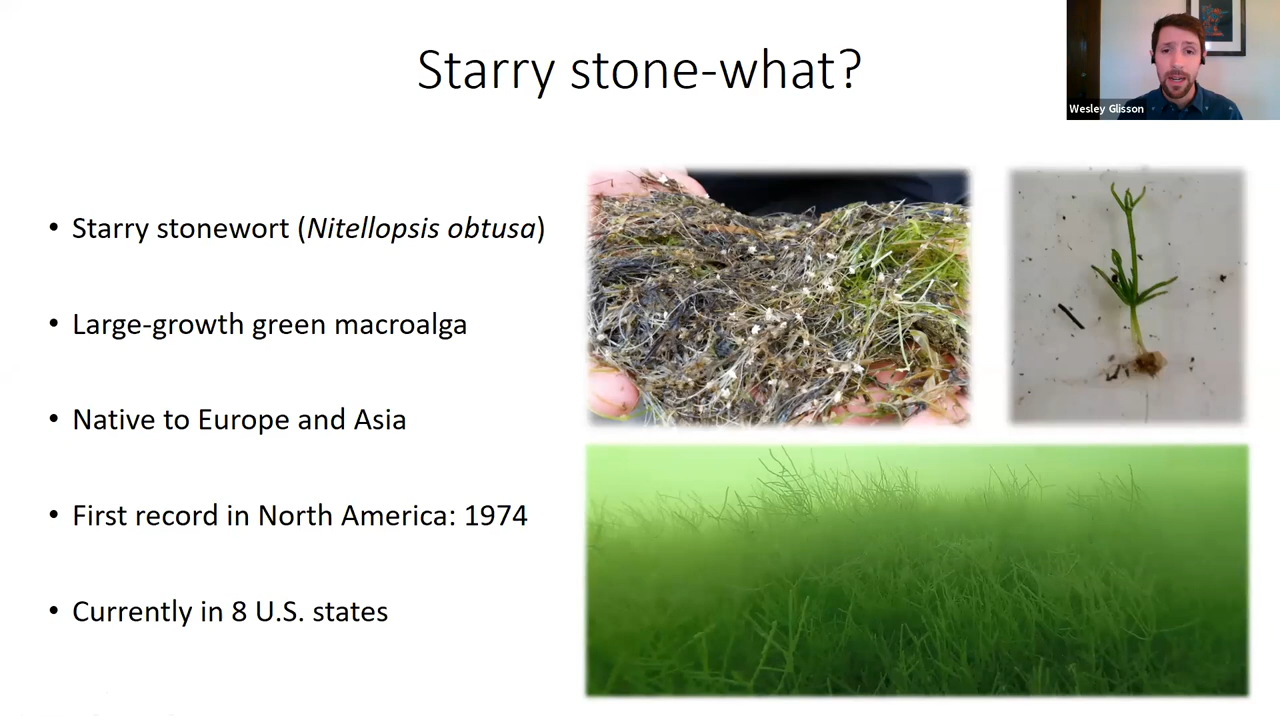 Starry stone-what?
Wesley Glisson
• Starry stonewort (Nitellopsis obtusa)
• Large-growth green macroalga
• Native to Europe and Asia
• First record in North America: 1974
• Currently in 8 U.S. states